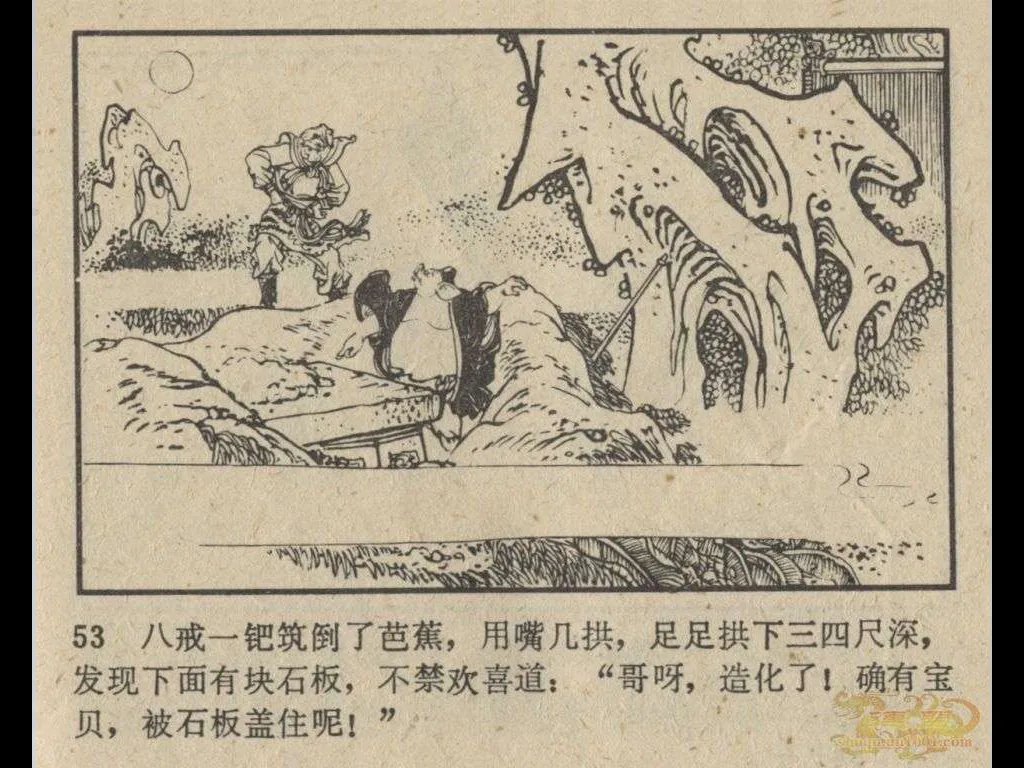 53 八戒一钯筑倒了芭蕉，用嘴几拱，足足拱下三四尺深，
发现下面有块石板，不禁欢喜道：“哥呀，造化了！确有宝
贝，被石板盖住呢！”